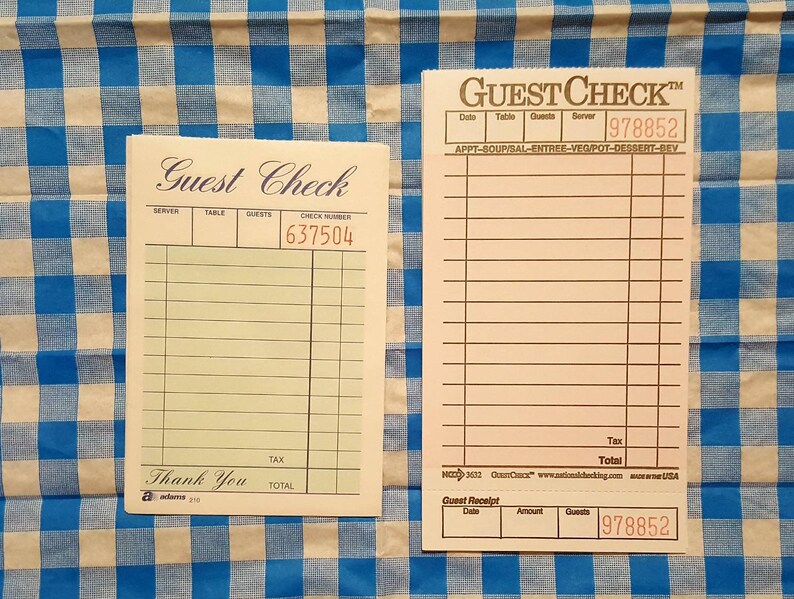 Guest Check
SERVER TABLE GUESTS CHECK NUMBER
637504
TAX
Thank You TOTAL
a adams 210
GUESTCHECK™
Date Table Guests Server 978852
APPT–SOUP/SAL–ENTREE–VEG/POT–DESSERT–BEV
Tax
Total
NCCO 3632 GUESTCHECK™ www.nationalchecking.com MADE IN THE USA
Guest Receipt
Date Amount Guests 978852